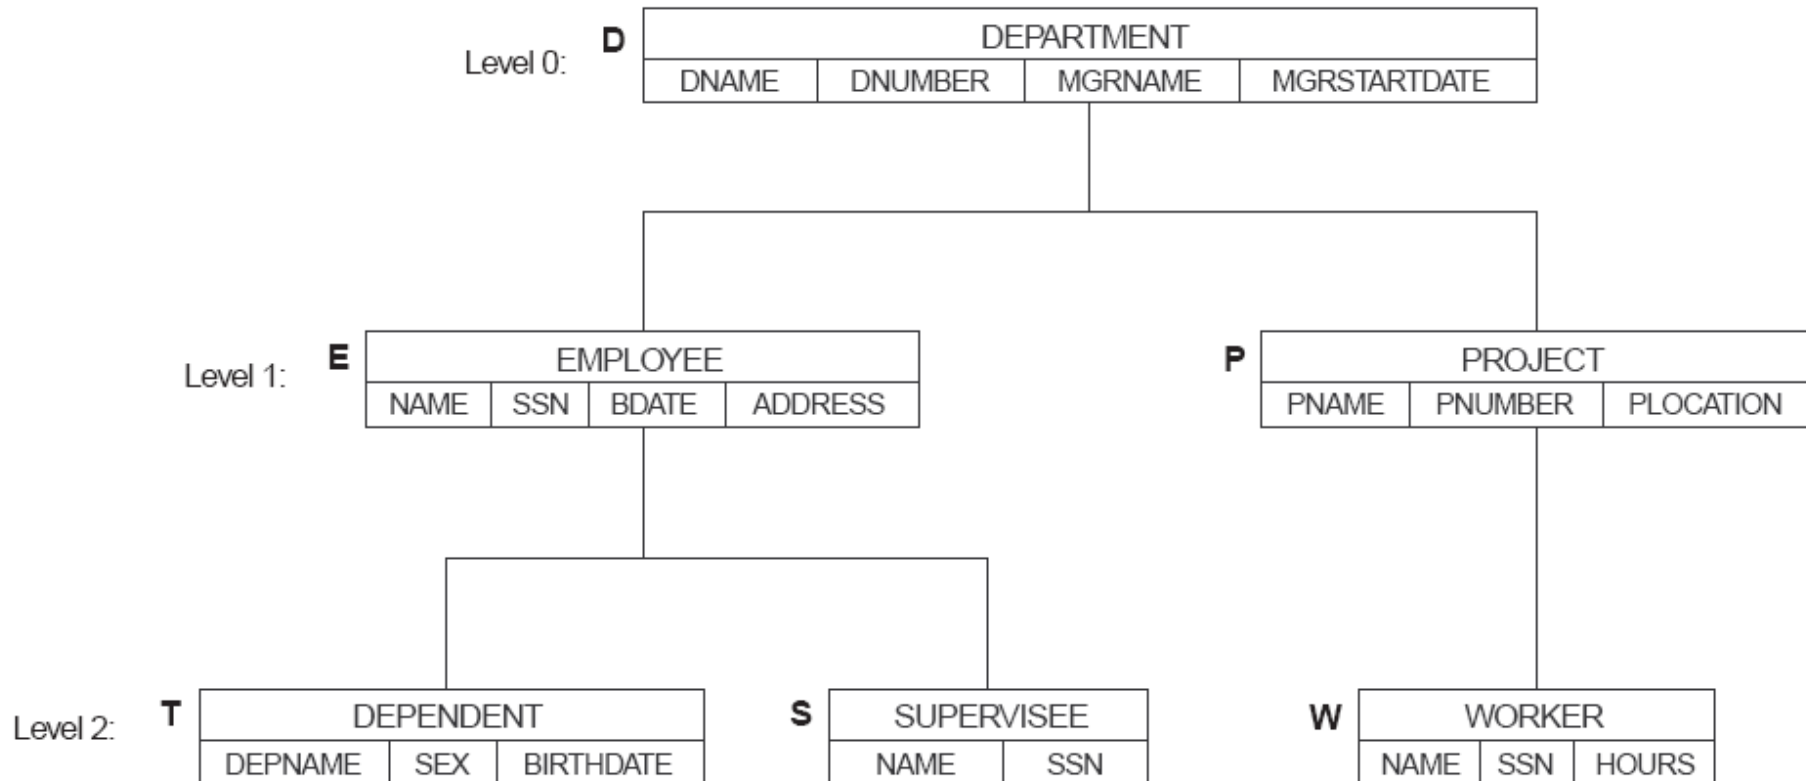 D DEPARTMENT
Level 0:
DNAME DNUMBER MGRNAME MGRSTARTDATE
E EMPLOYEE P PROJECT
Level 1:
NAME SSN BDATE ADDRESS PNAME PNUMBER PLOCATION
T DEPENDENT S SUPERVISEE W WORKER
Level 2:
DEPNAME SEX BIRTHDATE NAME SSN NAME SSN HOURS